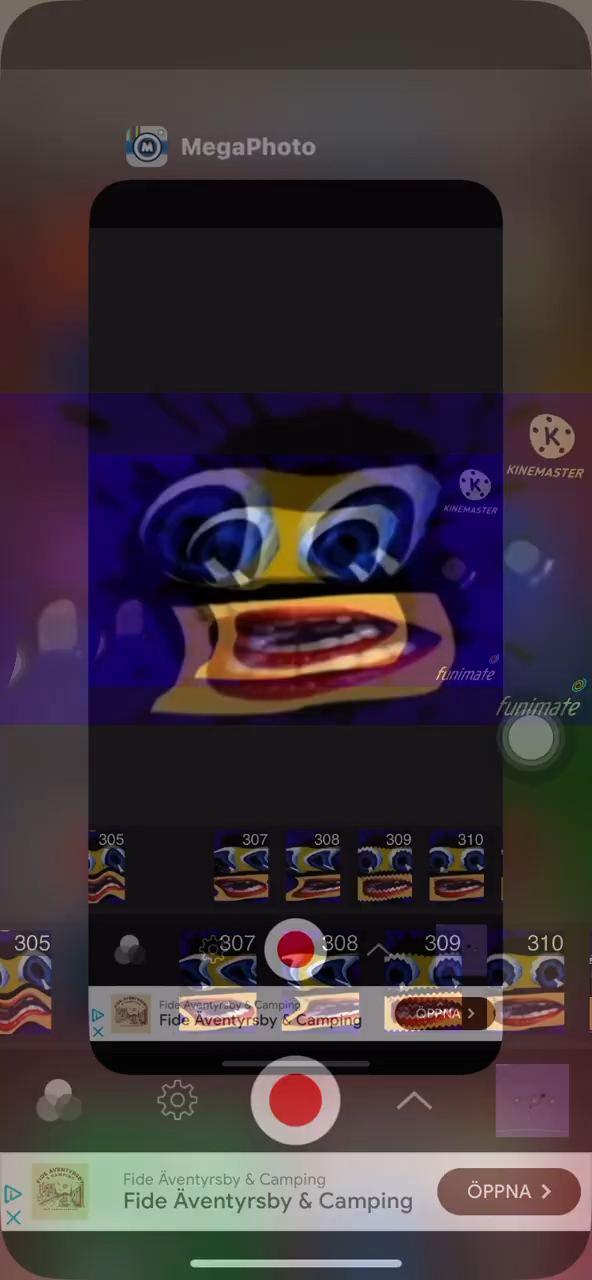 M
MegaPhoto
K
KINEMASTER
K
KINEMASTER
funimate
funimate
305
307
308
309
310
305
307
308
309
310
Fide Äventyrsby & Camping
Fide Äventyrsby & Camping
ÖPPNA
Fide Äventyrsby & Camping
Fide Äventyrsby & Camping
ÖPPNA